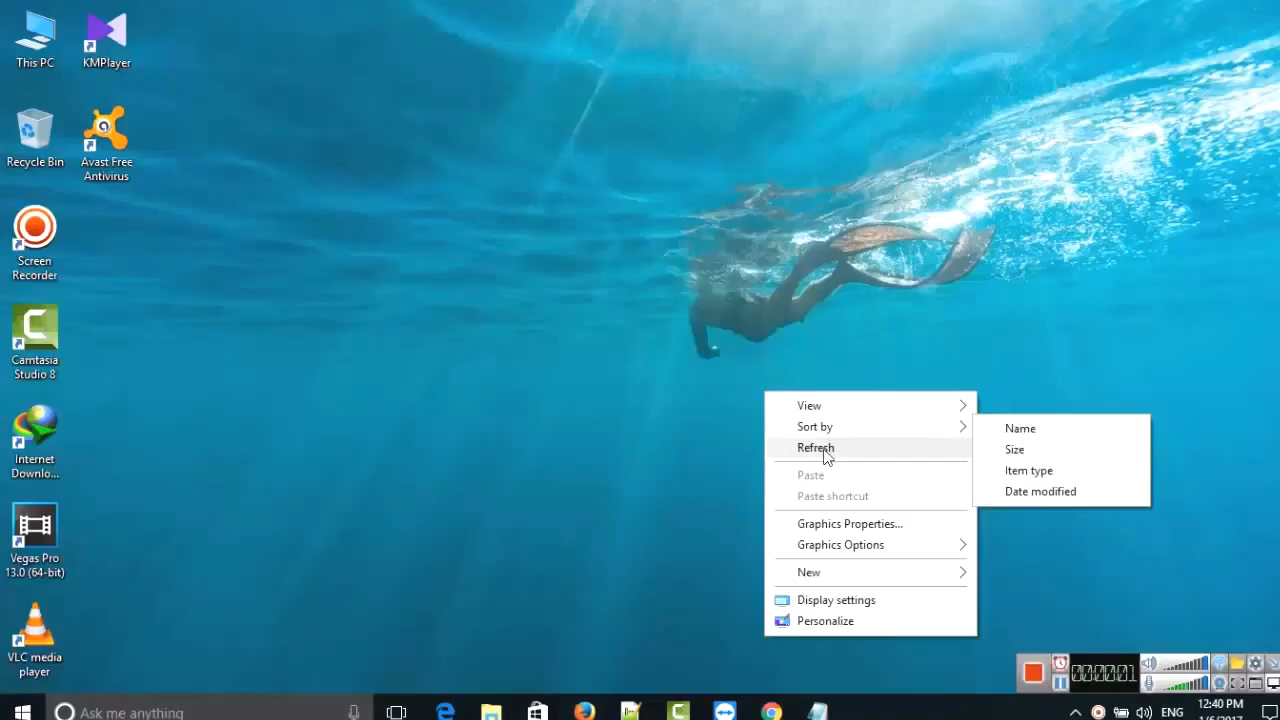 This PC
KMPlayer
Recycle Bin
Avast Free
Antivirus
Screen
Recorder
Camtasia
Studio 8
Internet
Downlo...
Vegas Pro
13.0 (64-bit)
VLC media
player
View
Sort by
Refresh
Paste
Paste shortcut
Graphics Properties...
Graphics Options
New
Display settings
Personalize
Name
Size
Item type
Date modified
000001
Ask me anything
ENG
12:40 PM